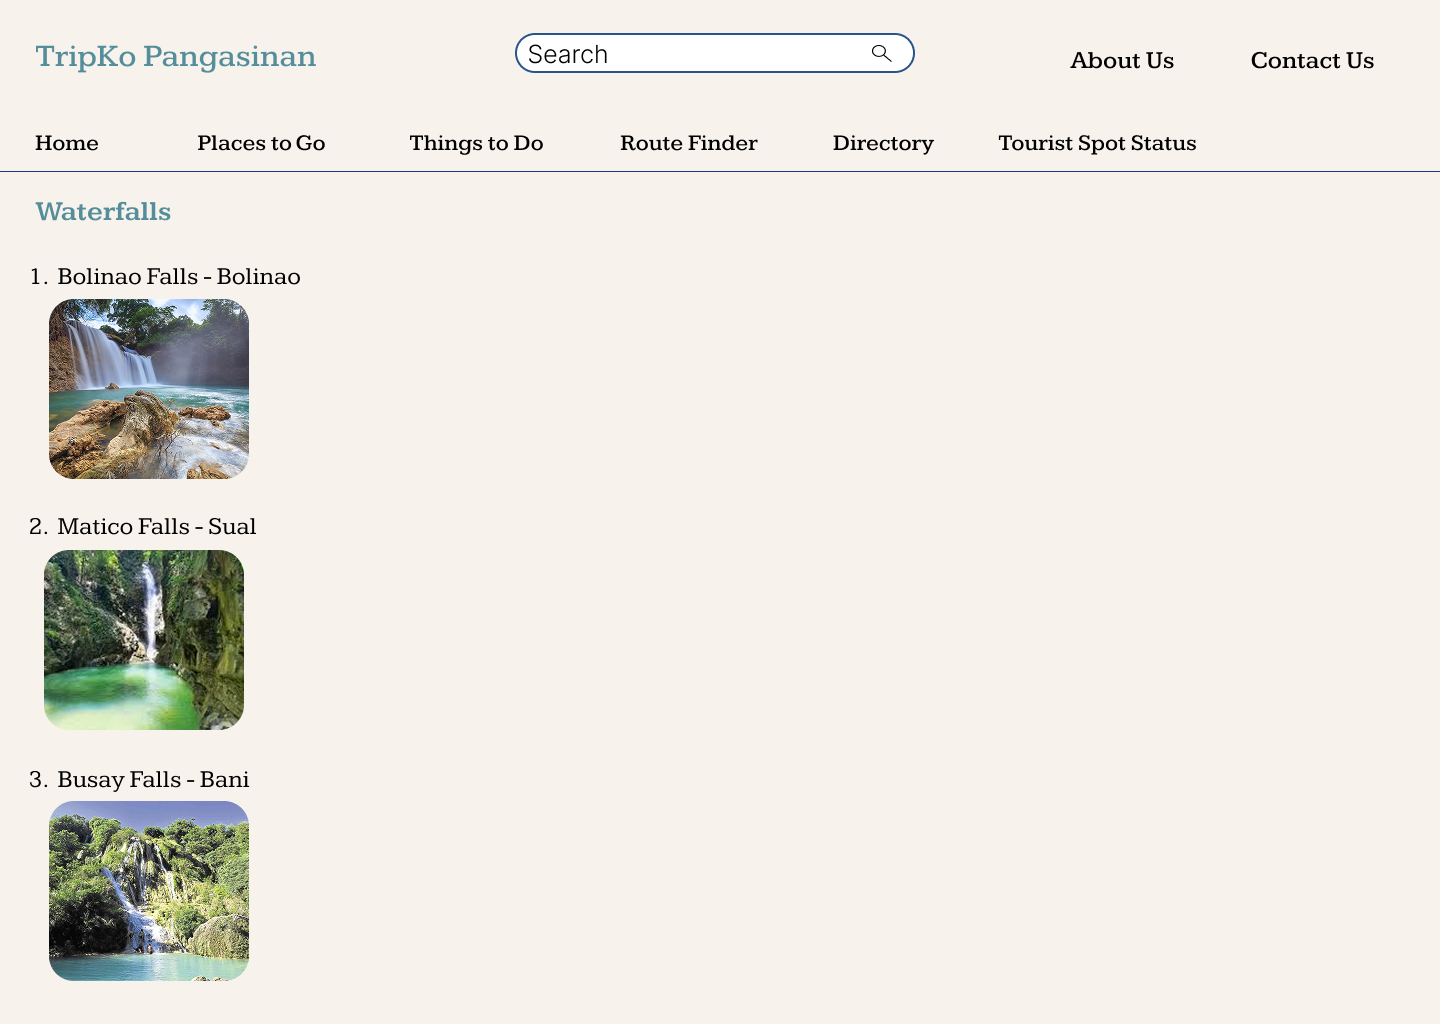 TripKo Pangasinan
Search
About Us
Contact Us
Home
Places to Go
Things to Do
Route Finder
Directory
Tourist Spot Status
Waterfalls
1. Bolinao Falls - Bolinao
2. Matico Falls - Sual
3. Busay Falls - Bani